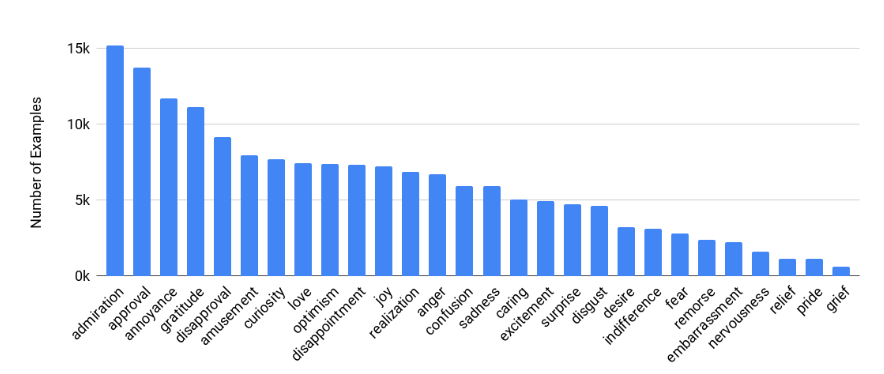 15k
10k
5k
0k
Number of Examples
admiration
approval
annoyance
gratitude
disapproval
amusement
curiosity
love
optimism
disappointment
joy
realization
anger
confusion
sadness
caring
excitement
surprise
disgust
desire
indifference
fear
remorse
embarrassment
nervousness
relief
pride
grief